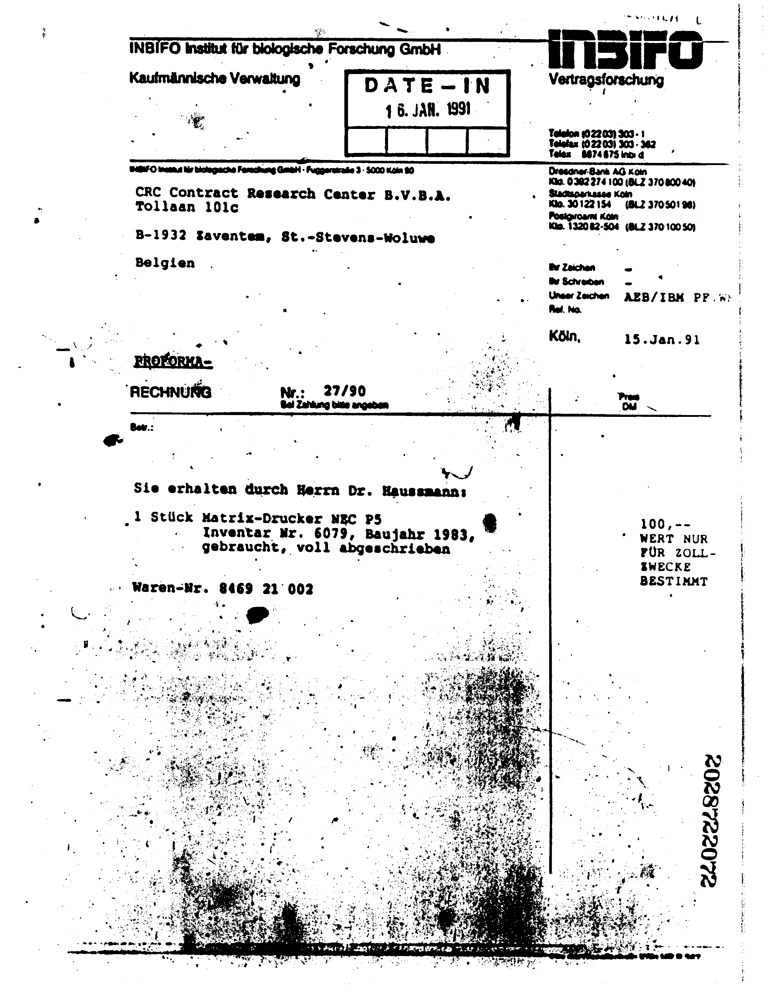 INBIFO Institut für biologische Forschung GmbH
INBIFO
Kaufmännische Verwaltung
Vertragsforschung
DATE-IN
16. JAN. 1991
Telefon (02203) 303-1
Telefax (02203) 303-362
Telex 8874675 inbi d
INBIFO Institut für biologische Forschung GmbH · Fuggerstraße 3 · 5000 Köln 90
Dresdner Bank AG Köln
Kto. 0392274100 (BLZ 37080040)
Stadtsparkasse Köln
Kto. 30122154 (BLZ 37050198)
Postgiroamt Köln
Kto. 132082-504 (BLZ 37010050)
CRC Contract Research Center B.V.B.A.
Tollaan 101c
B-1932 Zaventem, St.-Stevens-Woluwe
Belgien
Ihr Zeichen -
Ihr Schreiben -
Unser Zeichen AEB/IBM PF.
Ref. No.
Köln, 15.Jan.91
PROFORMA-
RECHNUNG Nr.: 27/90
Bei Zahlung bitte angeben
Preis
DM
Betr.:
Sie erhalten durch Herrn Dr. Haussmann:
1 Stück Matrix-Drucker NEC P5
Inventar Nr. 6079, Baujahr 1983,
gebraucht, voll abgeschrieben
100,--
WERT NUR
FÜR ZOLL-
ZWECKE
BESTIMMT
Waren-Nr. 8469 21 002
2028722072